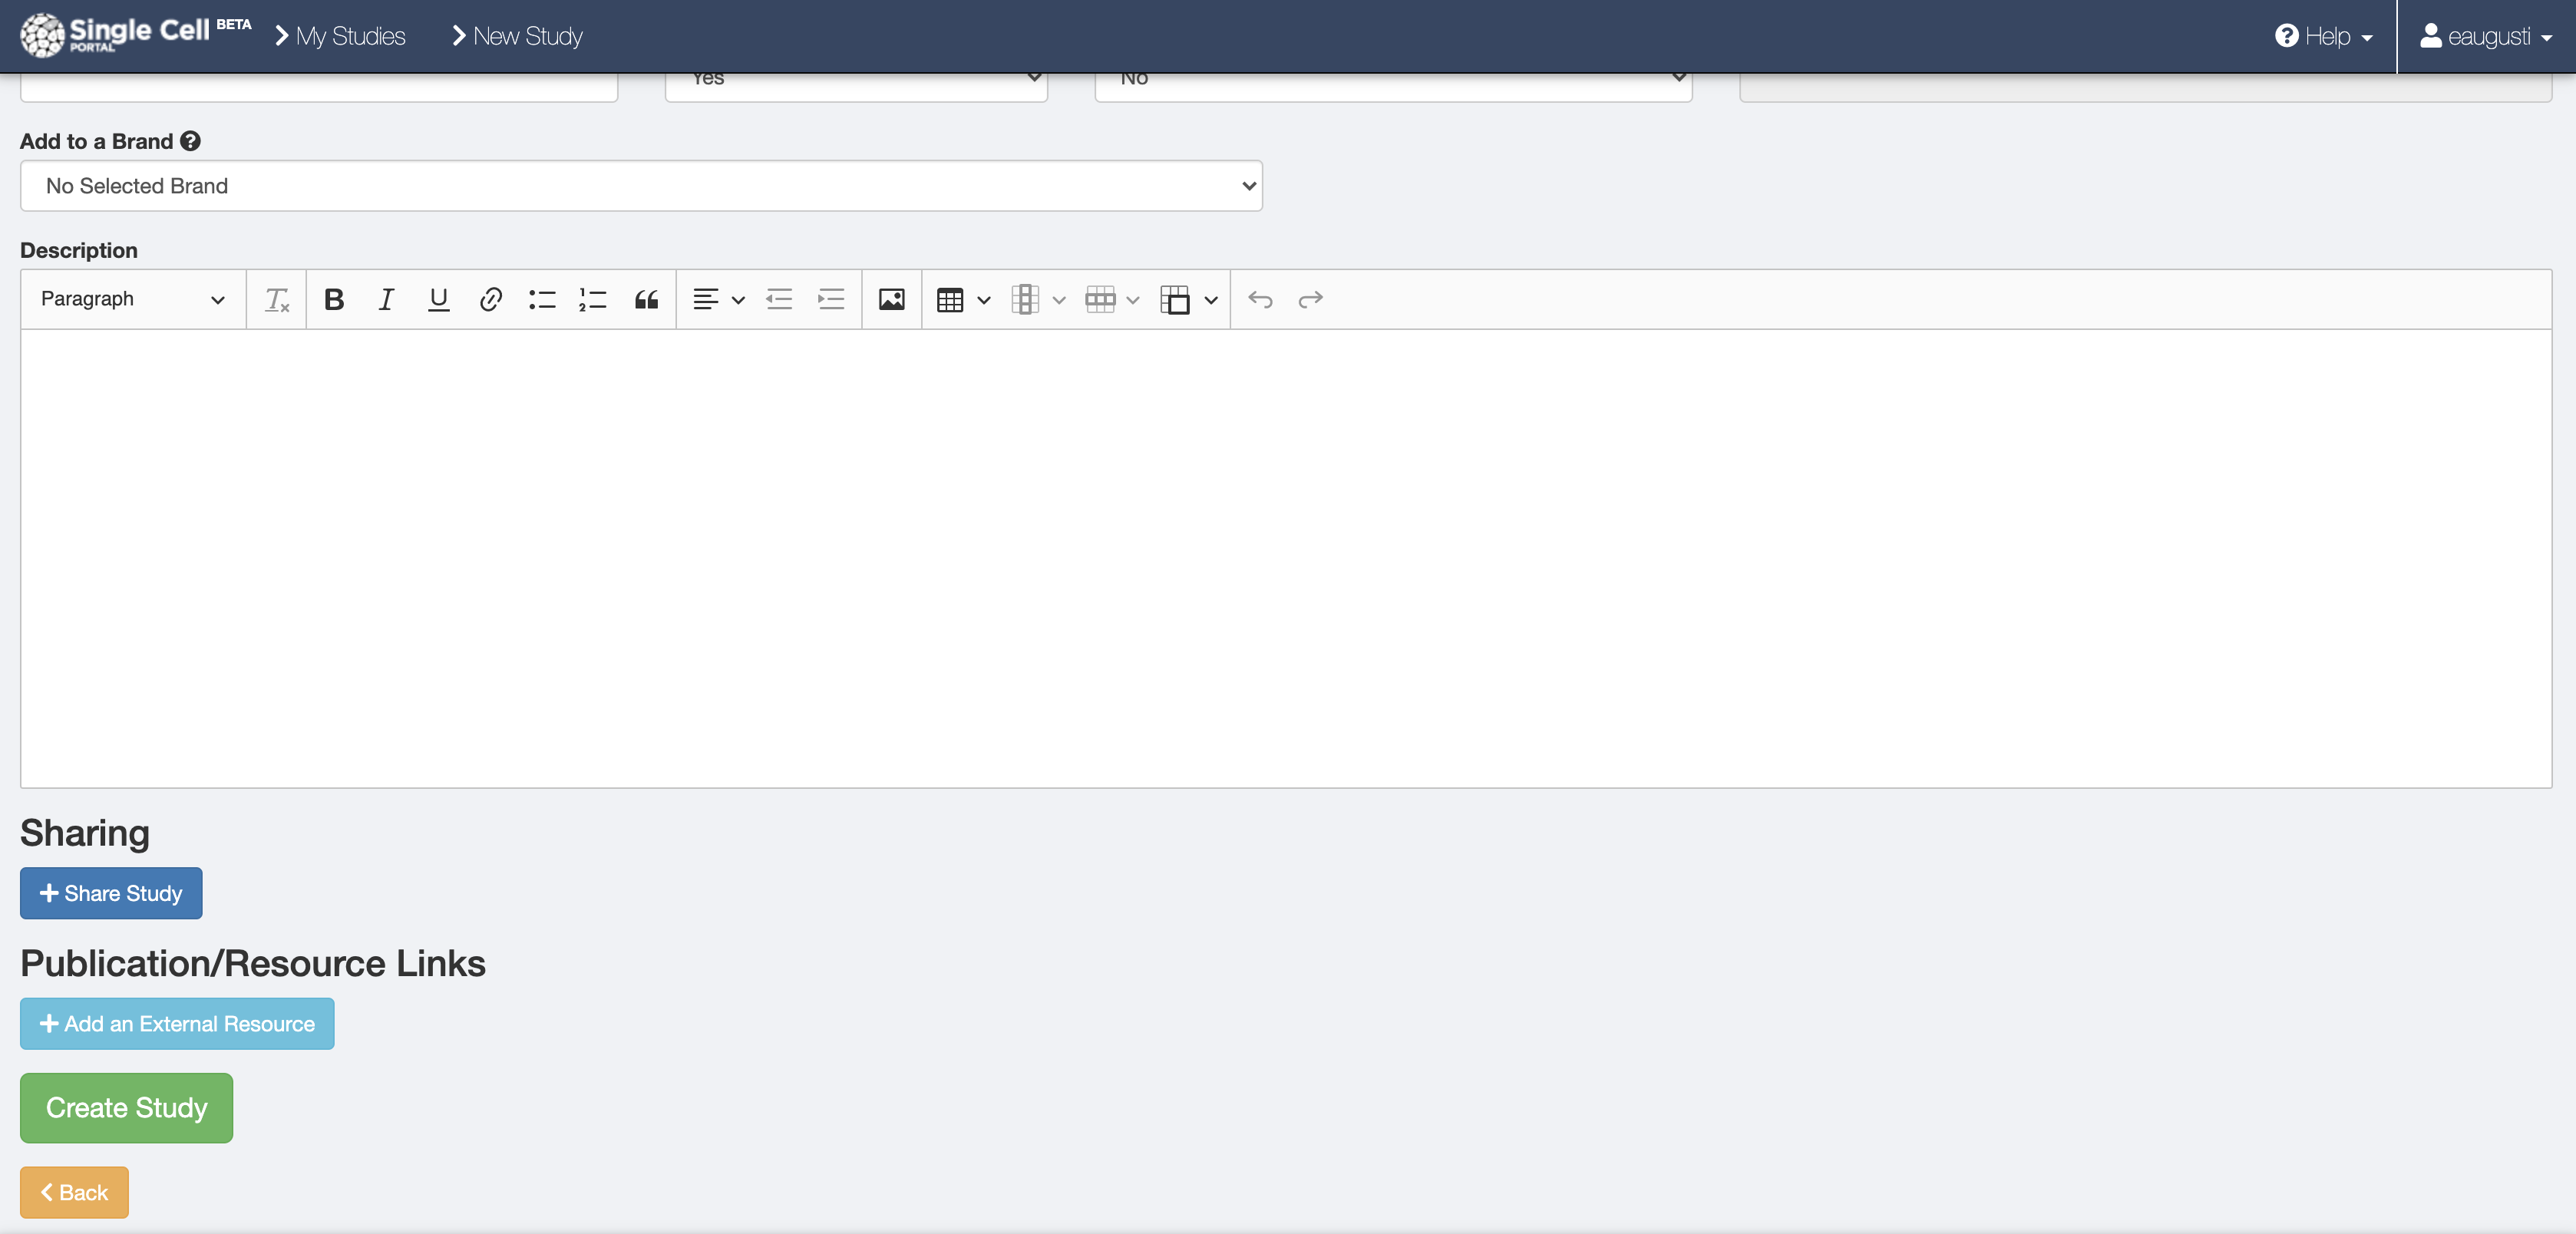 Single Cell BETA
PORTAL
My Studies
New Study
Help
eaugusti
Yes
No
Add to a Brand
No Selected Brand
Description
Paragraph
Sharing
Share Study
Publication/Resource Links
Add an External Resource
Create Study
Back